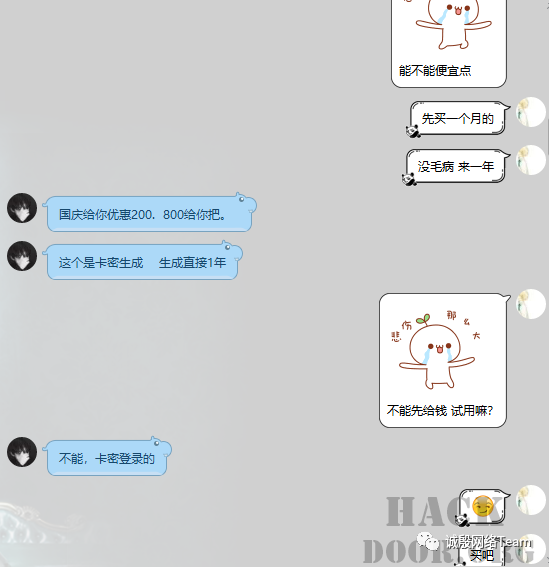 能不能便宜点
先买一个月的
没毛病 来一年
国庆给你优惠200. 800给你把。
这个是卡密生成 生成直接1年
悲伤那么大
不能先给钱 试用嘛?
不能，卡密登录的
HACK
诚殷网络Team
买吧